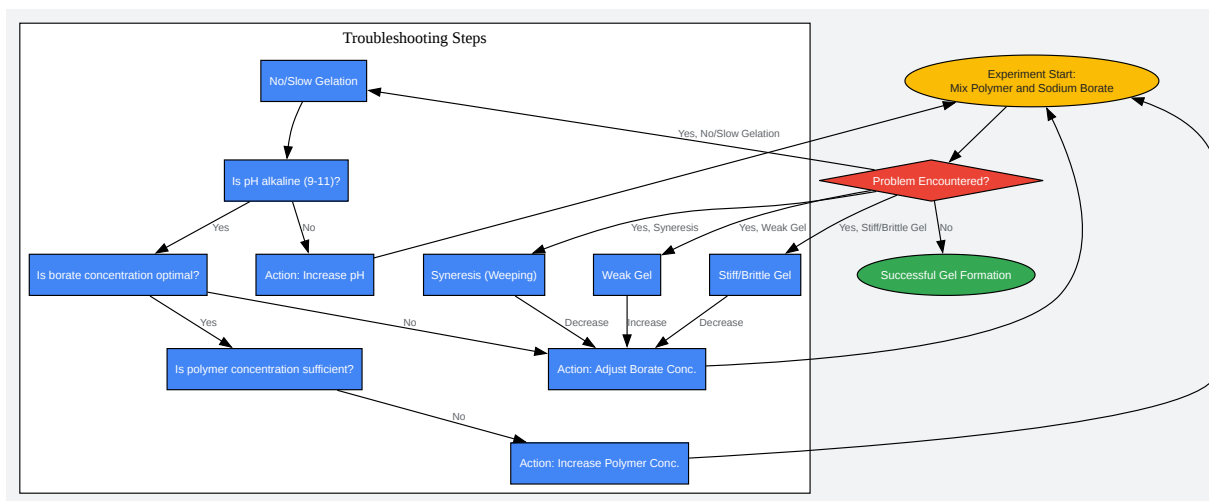 Troubleshooting Steps
Experiment Start:
Mix Polymer and Sodium Borate
No/Slow Gelation
Yes, No/Slow Gelation
Is pH alkaline (9-11)?
Problem Encountered?
Yes
No
Yes, Syneresis
Yes, Weak Gel
Yes, Stiff/Brittle Gel
No
Is borate concentration optimal?
Action: Increase pH
Syneresis (Weeping)
Weak Gel
Stiff/Brittle Gel
Successful Gel Formation
Yes
No
Decrease
Increase
Decrease
Is polymer concentration sufficient?
Action: Adjust Borate Conc.
No
Action: Increase Polymer Conc.